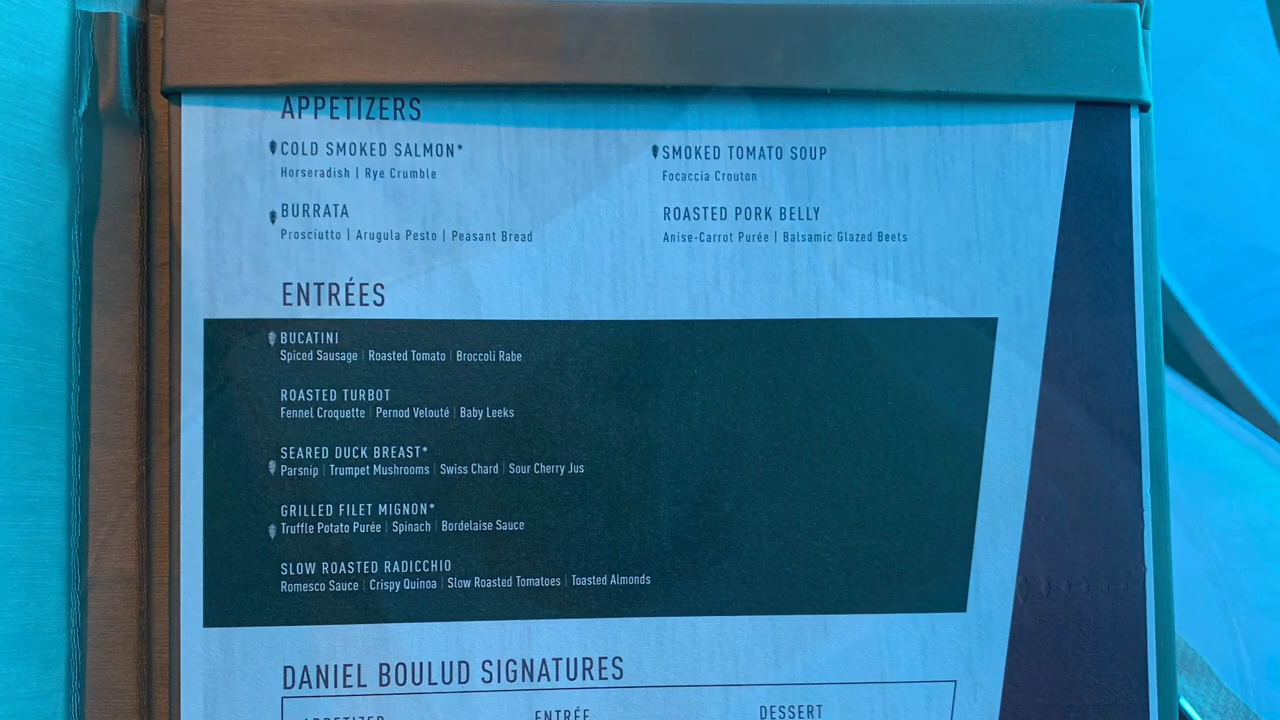 APPETIZERS
COLD SMOKED SALMON*
Horseradish | Rye Crumble
SMOKED TOMATO SOUP
Focaccia Crouton
BURRATA
Prosciutto | Arugula Pesto | Peasant Bread
ROASTED PORK BELLY
Anise-Carrot Purée | Balsamic Glazed Beets
ENTRÉES
BUCATINI
Spiced Sausage | Roasted Tomato | Broccoli Rabe
ROASTED TURBOT
Fennel Croquette | Pernod Velouté | Baby Leeks
SEARED DUCK BREAST*
Parsnip | Trumpet Mushrooms | Swiss Chard | Sour Cherry Jus
GRILLED FILET MIGNON*
Truffle Potato Purée | Spinach | Bordelaise Sauce
SLOW ROASTED RADICCHIO
Romesco Sauce | Crispy Quinoa | Slow Roasted Tomatoes | Toasted Almonds
DANIEL BOULUD SIGNATURES
APPETIZER ENTRÉE DESSERT